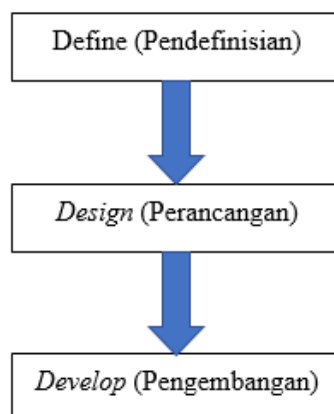 Define (Pendefinisian)
Design (Perancangan)
Develop (Pengembangan)